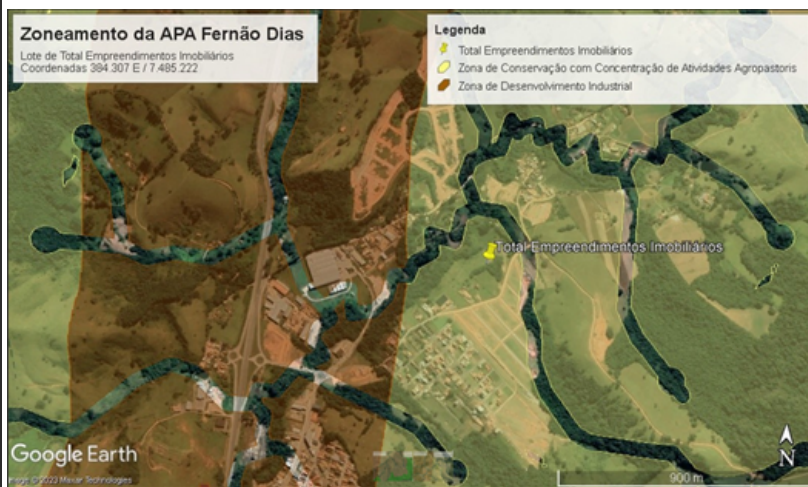 Zoneamento da APA Fernão Dias
Lote de Total Empreendimentos Imobiliários
Coordenadas 384.307 E / 7.485.222
Legenda
Total Empreendimentos Imobiliários
Zona de Conservação com Concentração de Atividades Agropastoris
Zona de Desenvolvimento Industrial
Total Empreendimentos Imobiliários
Google Earth
Image © 2023 Maxar Technologies
900 m
N